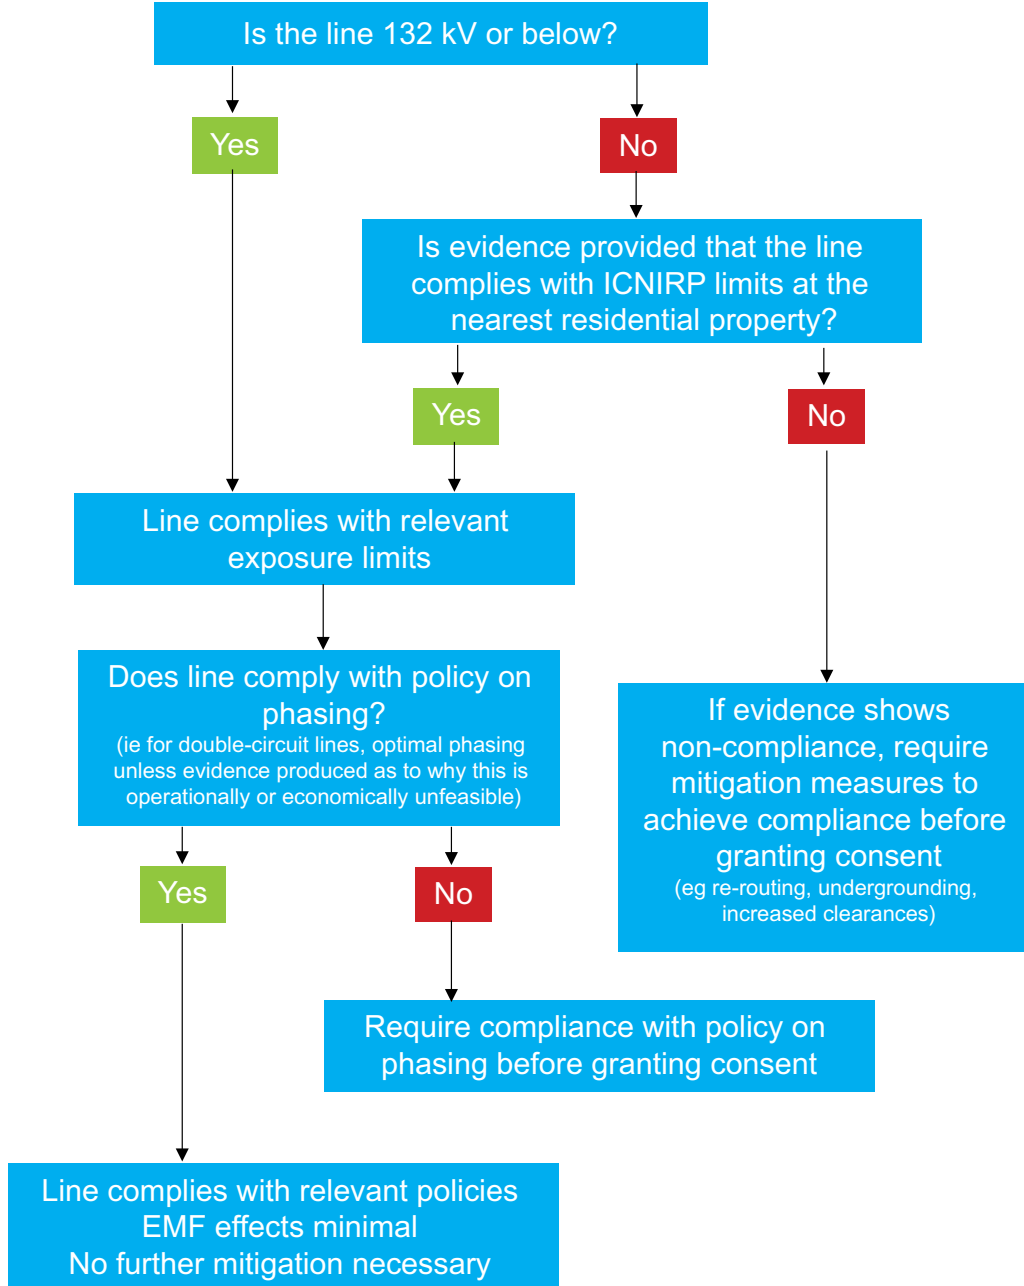 Is the line 132 kV or below?
Yes
No
Is evidence provided that the line
complies with ICNIRP limits at the
nearest residential property?
Yes
No
Line complies with relevant
exposure limits
Does line comply with policy on
phasing?
(ie for double-circuit lines, optimal phasing
unless evidence produced as to why this is
operationally or economically unfeasible)
If evidence shows
non-compliance, require
mitigation measures to
achieve compliance before
granting consent
(eg re-routing, undergrounding,
increased clearances)
Yes
No
Require compliance with policy on
phasing before granting consent
Line complies with relevant policies
EMF effects minimal
No further mitigation necessary